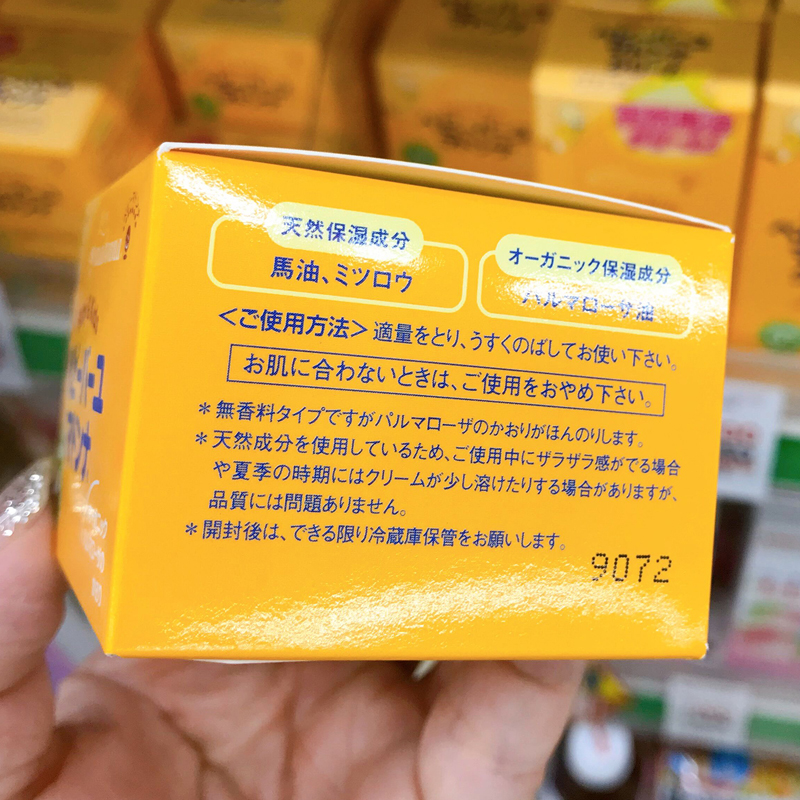 天然保湿成分
馬油、ミツロウ
オーガニック保湿成分
パルマローザ油
<ご使用方法>適量をとり、うすくのばしてお使い下さい。
お肌に合わないときは、ご使用をおやめ下さい。
*無香料タイプですがパルマローザのかおりがほんのりします。
*天然成分を使用しているため、ご使用中にザラザラ感がでる場合
や夏季の時期にはクリームが少し溶けたりする場合がありますが、
品質には問題ありません。
*開封後は、できる限り冷蔵庫保管をお願いします。
9072